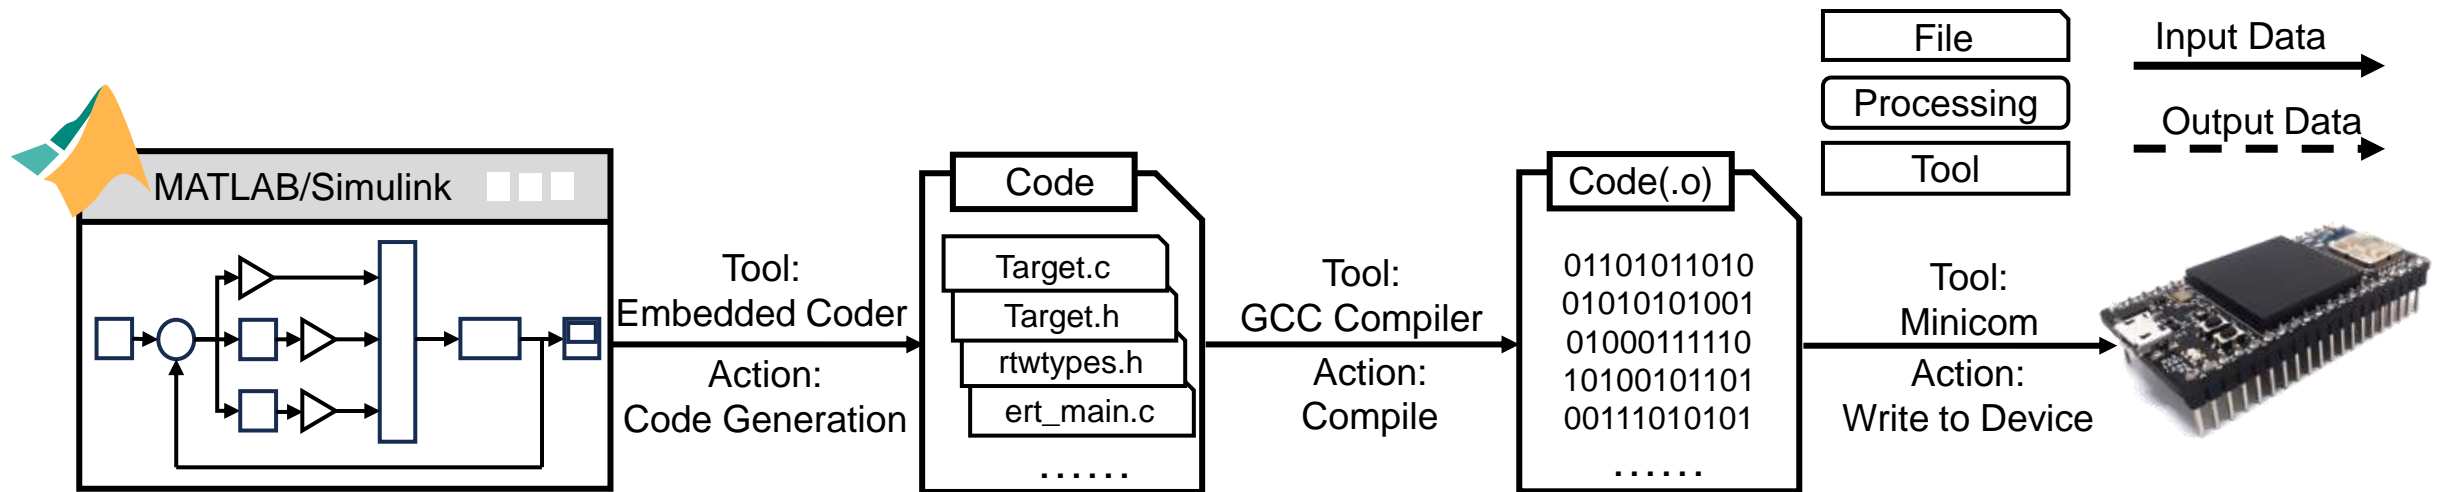 File
Input Data
Processing
Output Data
Tool
MATLAB/Simulink
Tool:
Embedded Coder
Action:
Code Generation
Code
Target.c
Target.h
rtwtypes.h
ert_main.c
......
Tool:
GCC Compiler
Action:
Compile
Code(.o)
01101011010
01010101001
01000111110
10100101101
00111010101
......
Tool:
Minicom
Action:
Write to Device